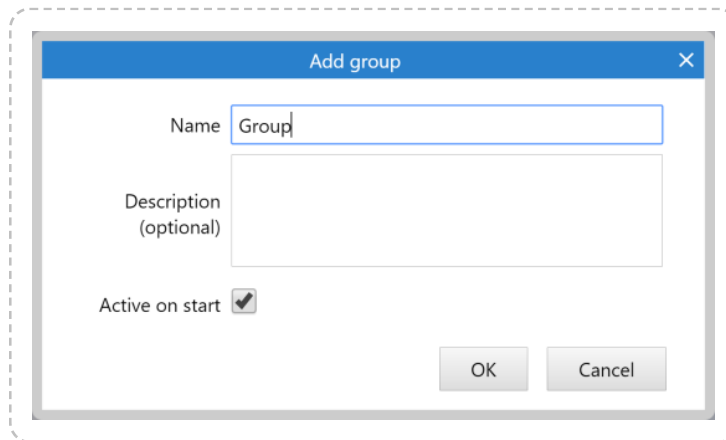 Add group
Name Group
Description
(optional)
Active on start
OK Cancel